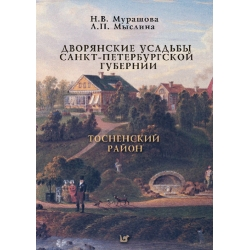 Н.В. Мурашова
Л.П. Мыслина
ДВОРЯНСКИЕ УСАДЬБЫ
САНКТ-ПЕТЕРБУРГСКОЙ
ГУБЕРНИИ
ТОСНЕНСКИЙ
РАЙОН